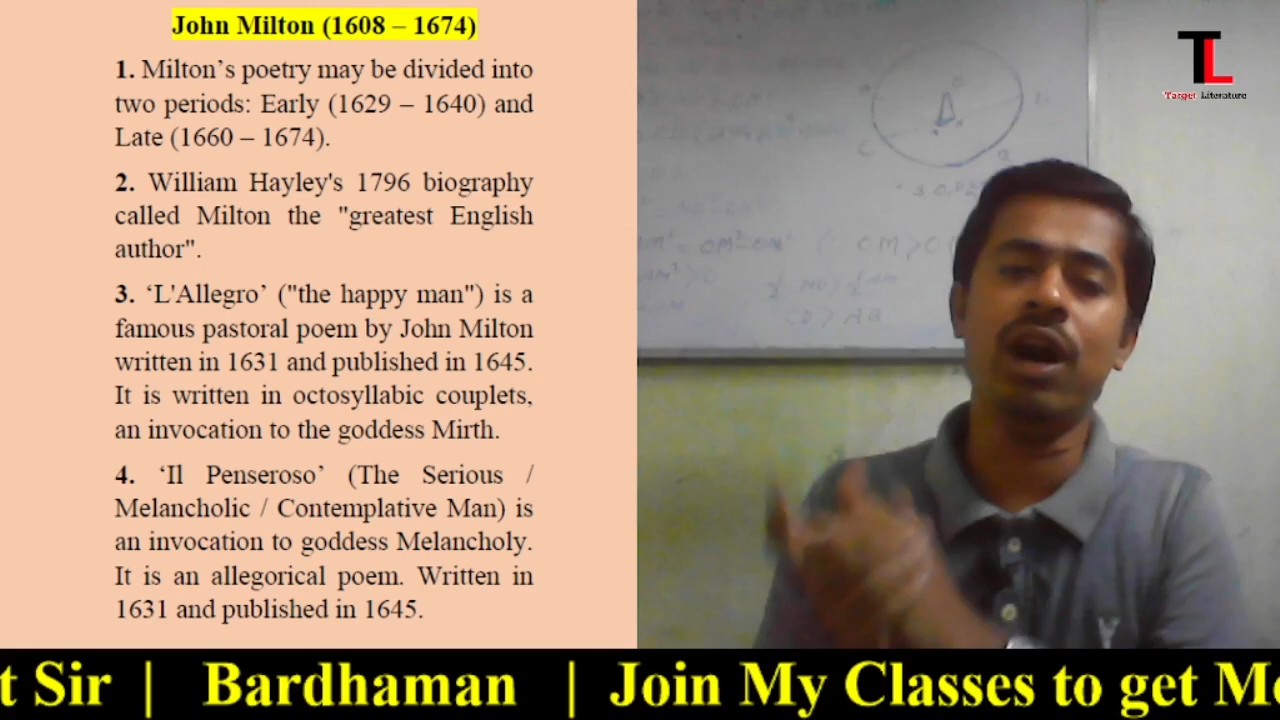 John Milton (1608 – 1674)
1. Milton’s poetry may be divided into
two periods: Early (1629 – 1640) and
Late (1660 – 1674).
2. William Hayley's 1796 biography
called Milton the "greatest English
author".
3. ‘L'Allegro’ ("the happy man") is a
famous pastoral poem by John Milton
written in 1631 and published in 1645.
It is written in octosyllabic couplets,
an invocation to the goddess Mirth.
4. ‘Il Penseroso’ (The Serious /
Melancholic / Contemplative Man) is
an invocation to goddess Melancholy.
It is an allegorical poem. Written in
1631 and published in 1645.
TL
Target Literature
t Sir | Bardhaman | Join My Classes to get M